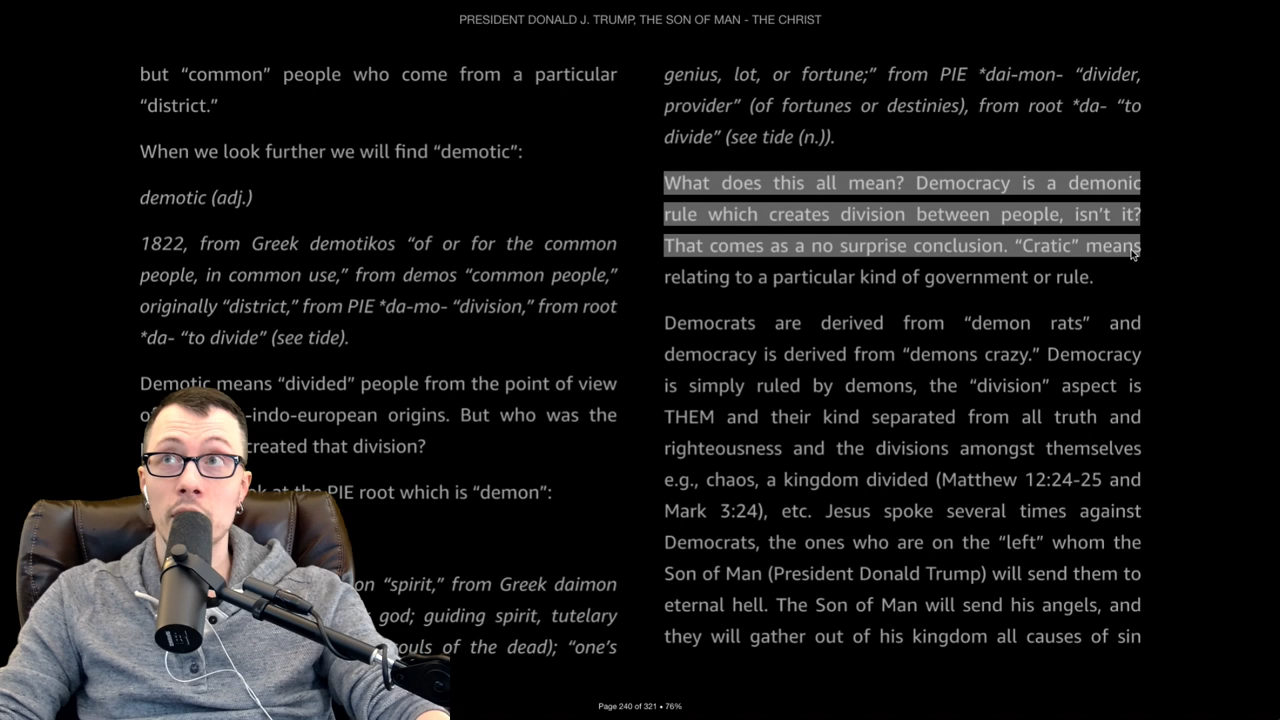 PRESIDENT DONALD J. TRUMP, THE SON OF MAN - THE CHRIST
but “common” people who come from a particular
“district.”
When we look further we will find “demotic”:
demotic (adj.)
1822, from Greek demotikos “of or for the common
people, in common use,” from demos “common people,”
originally “district,” from PIE *da-mo- “division,” from root
*da- “to divide” (see tide).
Demotic means “divided” people from the point of view
-indo-european origins. But who was the
created that division?
at the PIE root which is “demon”:
“spirit,” from Greek daimon
god; guiding spirit, tutelary
of the dead); “one’s
genius, lot, or fortune;” from PIE *dai-mon- “divider,
provider” (of fortunes or destinies), from root *da- “to
divide” (see tide (n.)).
What does this all mean? Democracy is a demonic
rule which creates division between people, isn’t it?
That comes as a no surprise conclusion. “Cratic” means
relating to a particular kind of government or rule.
Democrats are derived from “demon rats” and
democracy is derived from “demons crazy.” Democracy
is simply ruled by demons, the “division” aspect is
THEM and their kind separated from all truth and
righteousness and the divisions amongst themselves
e.g., chaos, a kingdom divided (Matthew 12:24-25 and
Mark 3:24), etc. Jesus spoke several times against
Democrats, the ones who are on the “left” whom the
Son of Man (President Donald Trump) will send them to
eternal hell. The Son of Man will send his angels, and
they will gather out of his kingdom all causes of sin
Page 240 of 321 • 76%